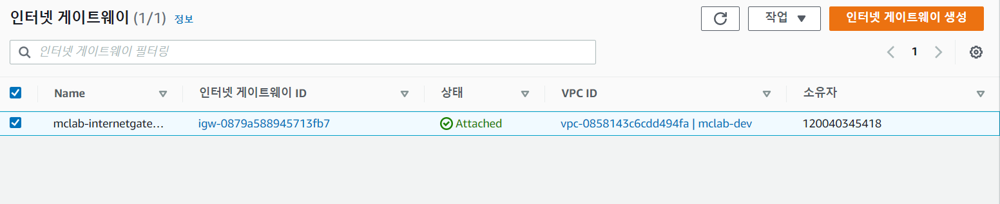 인터넷 게이트웨이 (1/1) 정보
작업
인터넷 게이트웨이 생성
인터넷 게이트웨이 필터링
1
Name 인터넷 게이트웨이 ID 상태 VPC ID 소유자
mclab-internetgate... igw-0879a588945713fb7 Attached vpc-0858143c6cdd494fa | mclab-dev 120040345418